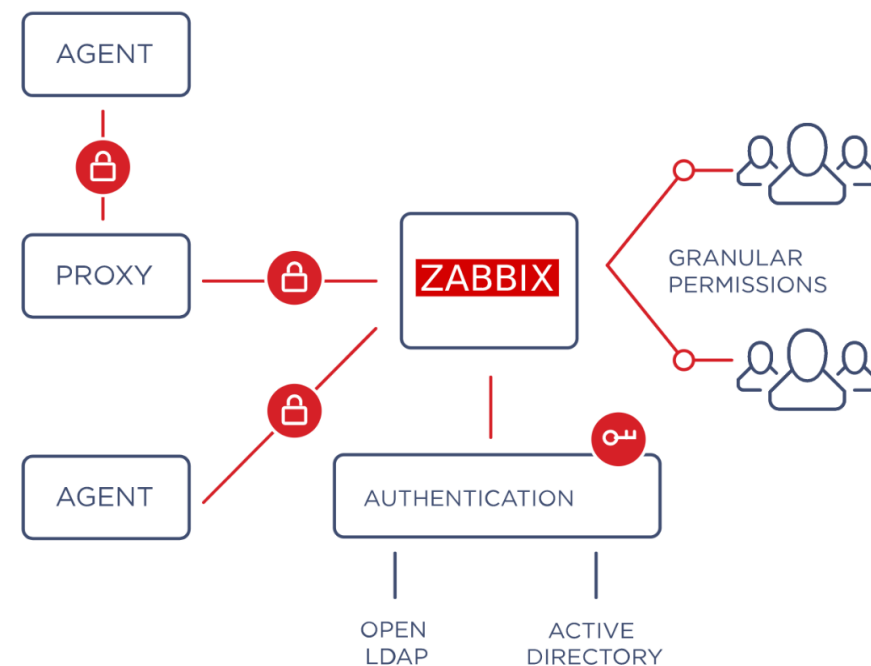 AGENT
PROXY
ZABBIX
GRANULAR
PERMISSIONS
AGENT
AUTHENTICATION
OPEN
LDAP
ACTIVE
DIRECTORY